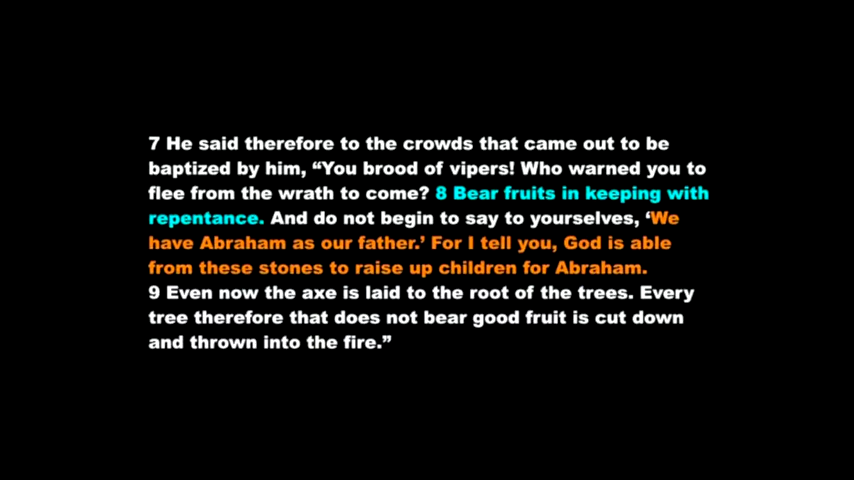 7 He said therefore to the crowds that came out to be
baptized by him, “You brood of vipers! Who warned you to
flee from the wrath to come? 8 Bear fruits in keeping with
repentance. And do not begin to say to yourselves, ‘We
have Abraham as our father.’ For I tell you, God is able
from these stones to raise up children for Abraham.
9 Even now the axe is laid to the root of the trees. Every
tree therefore that does not bear good fruit is cut down
and thrown into the fire.”